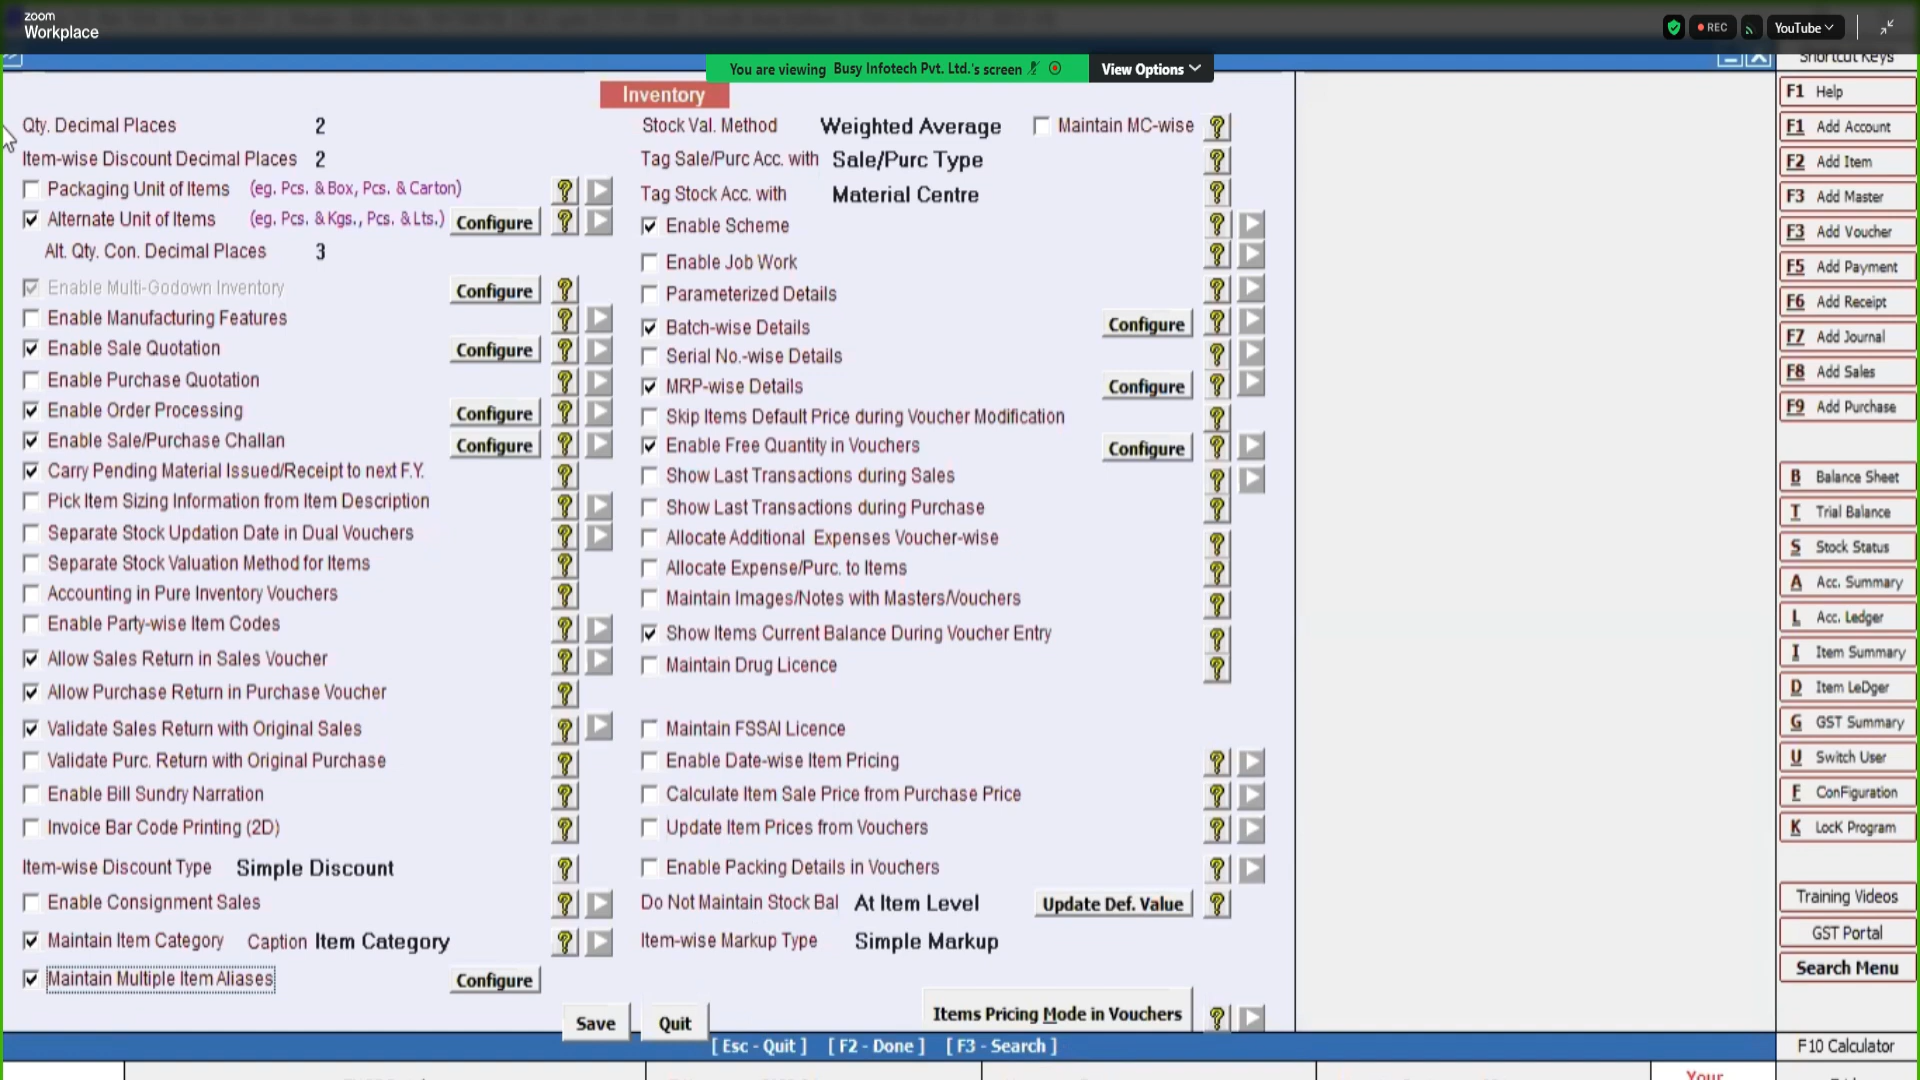 zoom
Workplace
REC
YouTube
You are viewing Busy Infotech Pvt. Ltd.'s screen
View Options
Shortcut Keys
Inventory
Qty. Decimal Places 2
Item-wise Discount Decimal Places 2
Packaging Unit of Items (eg. Pcs. & Box, Pcs. & Carton)
Alternate Unit of Items (eg. Pcs. & Kgs., Pcs. & Lts.) Configure
Alt. Qty. Con. Decimal Places 3
Enable Multi-Godown Inventory Configure
Enable Manufacturing Features
Enable Sale Quotation Configure
Enable Purchase Quotation
Enable Order Processing Configure
Enable Sale/Purchase Challan Configure
Carry Pending Material Issued/Receipt to next F.Y.
Pick Item Sizing Information from Item Description
Separate Stock Updation Date in Dual Vouchers
Separate Stock Valuation Method for Items
Accounting in Pure Inventory Vouchers
Enable Party-wise Item Codes
Allow Sales Return in Sales Voucher
Allow Purchase Return in Purchase Voucher
Validate Sales Return with Original Sales
Validate Purc. Return with Original Purchase
Enable Bill Sundry Narration
Invoice Bar Code Printing (2D)
Item-wise Discount Type Simple Discount
Enable Consignment Sales
Maintain Item Category Caption Item Category
Maintain Multiple Item Aliases Configure
Stock Val. Method Weighted Average Maintain MC-wise
Tag Sale/Purc Acc. with Sale/Purc Type
Tag Stock Acc. with Material Centre
Enable Scheme
Enable Job Work
Parameterized Details
Batch-wise Details Configure
Serial No.-wise Details
MRP-wise Details Configure
Skip Items Default Price during Voucher Modification
Enable Free Quantity in Vouchers Configure
Show Last Transactions during Sales
Show Last Transactions during Purchase
Allocate Additional Expenses Voucher-wise
Allocate Expense/Purc. to Items
Maintain Images/Notes with Masters/Vouchers
Show Items Current Balance During Voucher Entry
Maintain Drug Licence
Maintain FSSAI Licence
Enable Date-wise Item Pricing
Calculate Item Sale Price from Purchase Price
Update Item Prices from Vouchers
Enable Packing Details in Vouchers
Do Not Maintain Stock Bal At Item Level Update Def. Value
Item-wise Markup Type Simple Markup
Items Pricing Mode in Vouchers
Save Quit
[ Esc - Quit ] [ F2 - Done ] [ F3 - Search ]
F1 Help
F1 Add Account
F2 Add Item
F3 Add Master
F3 Add Voucher
F5 Add Payment
F6 Add Receipt
F7 Add Journal
F8 Add Sales
F9 Add Purchase
B Balance Sheet
T Trial Balance
S Stock Status
A Acc. Summary
L Acc. Ledger
I Item Summary
D Item LeDger
G GST Summary
U Switch User
F ConFiguration
K LocK Program
Training Videos
GST Portal
Search Menu
F10 Calculator
Your